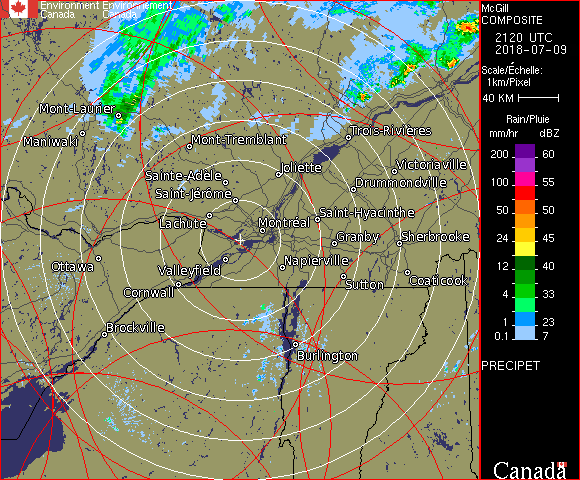 Environment Environnement
Canada Canada
McGill
COMPOSITE
2120 UTC
2018-07-09
Scale/Échelle:
1km/Pixel
40 KM
Rain/Pluie
mm/hr dBZ
200 60
150 57
100 55
50 50
24 45
12 40
4 33
1 23
0.1 7
PRECIPET
Canada
Mont-Laurier
Maniwaki
Mont-Tremblant
Trois-Rivières
Victoriaville
Joliette
Sainte-Adèle
Drummondville
Saint-Jérôme
Saint-Hyacinthe
Lachute
Montréal
Granby
Sherbrooke
Ottawa
Valleyfield
Napierville
Cornwall
Sutton
Coaticook
Brockville
Burlington